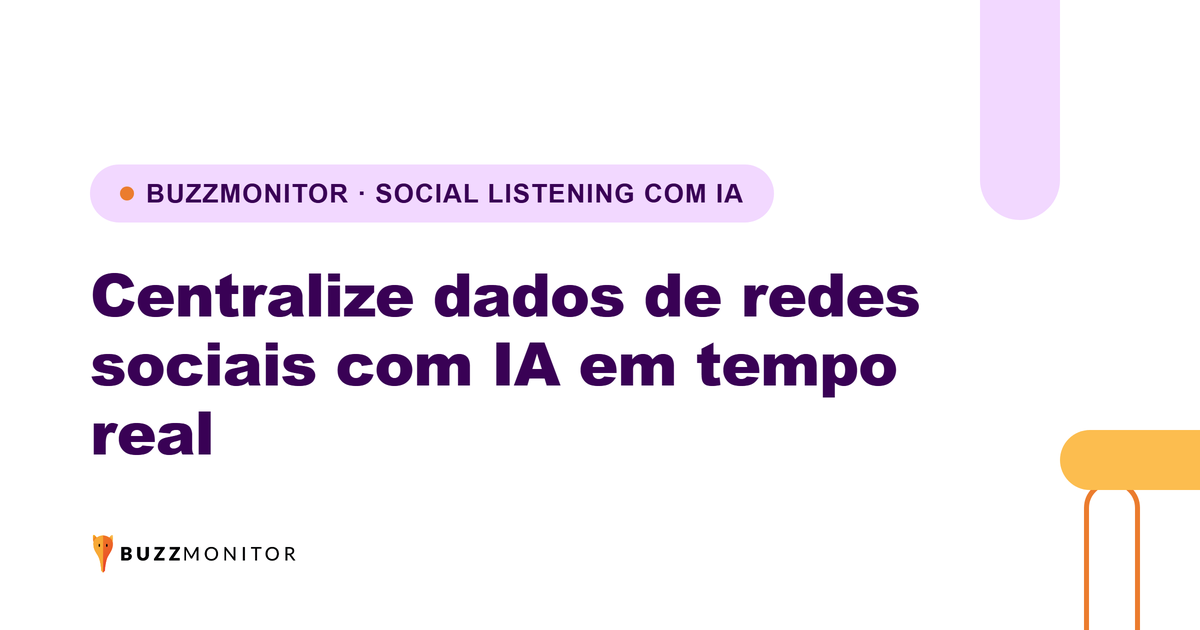 BUZZMONITOR · SOCIAL LISTENING COM IA
Centralize dados de redes
sociais com IA em tempo
real
BUZZMONITOR